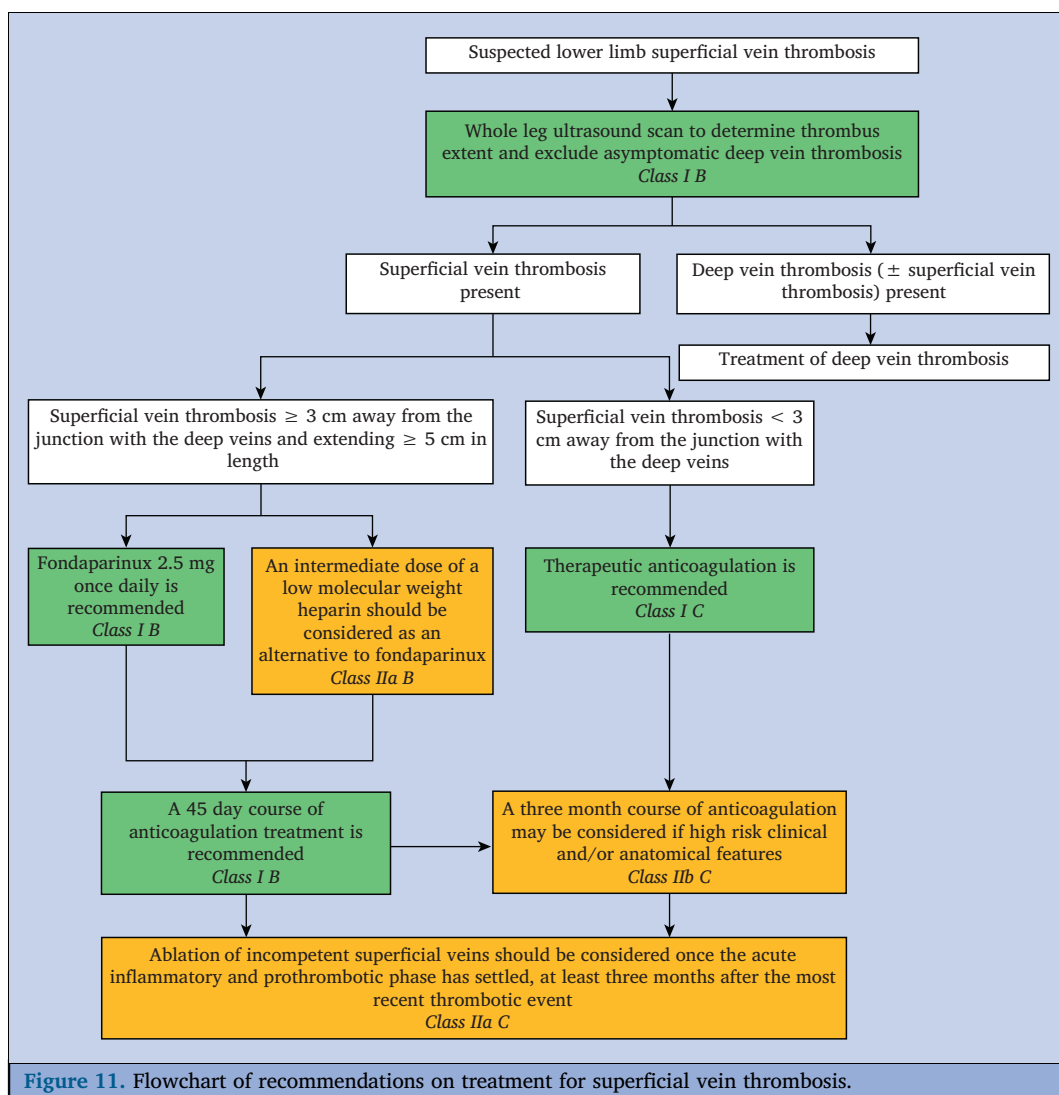 Suspected lower limb superficial vein thrombosis
Whole leg ultrasound scan to determine thrombus
extent and exclude asymptomatic deep vein thrombosis
Class I B
Superficial vein thrombosis
present
Deep vein thrombosis (± superficial vein
thrombosis) present
Treatment of deep vein thrombosis
Superficial vein thrombosis ≥ 3 cm away from the
junction with the deep veins and extending ≥ 5 cm in
length
Superficial vein thrombosis < 3
cm away from the junction with
the deep veins
Fondaparinux 2.5 mg
once daily is
recommended
Class I B
An intermediate dose of a
low molecular weight
heparin should be
considered as an
alternative to fondaparinux
Class IIa B
Therapeutic anticoagulation is
recommended
Class I C
A 45 day course of
anticoagulation treatment is
recommended
Class I B
A three month course of anticoagulation
may be considered if high risk clinical
and/or anatomical features
Class IIb C
Ablation of incompetent superficial veins should be considered once the acute
inflammatory and prothrombotic phase has settled, at least three months after the most
recent thrombotic event
Class IIa C
Figure 11. Flowchart of recommendations on treatment for superficial vein thrombosis.